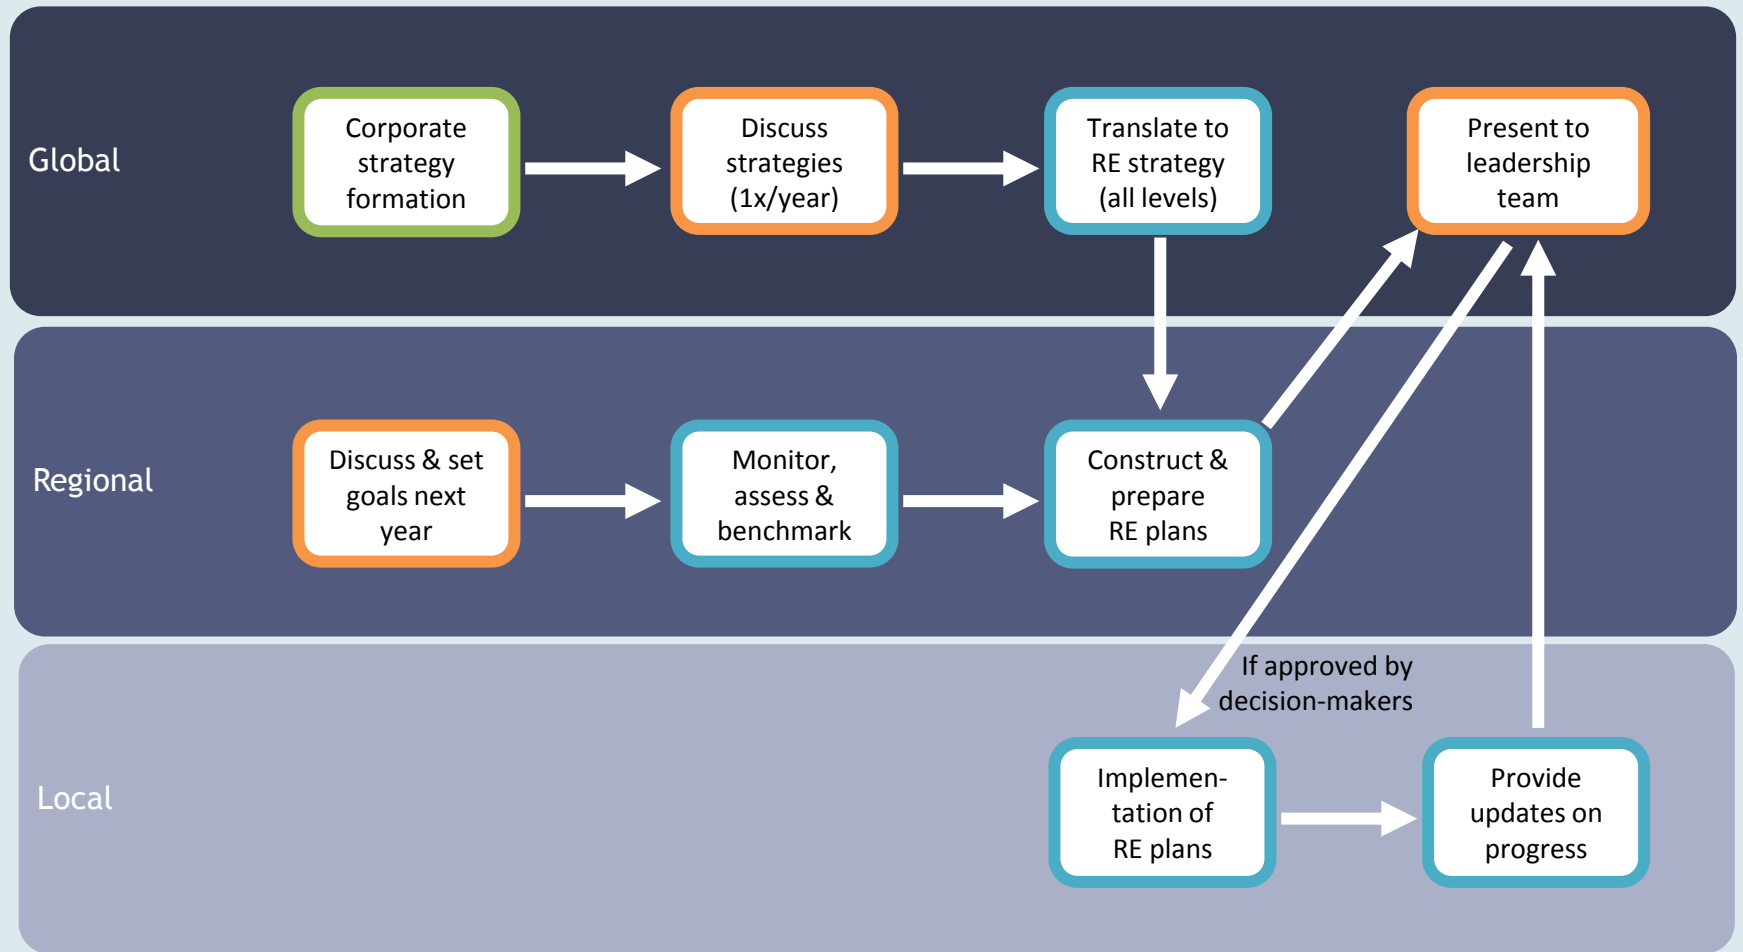 Global
Corporate
strategy
formation
Discuss
strategies
(1x/year)
Translate to
RE strategy
(all levels)
Present to
leadership
team
Regional
Discuss & set
goals next
year
Monitor,
assess &
benchmark
Construct &
prepare
RE plans
If approved by
decision-makers
Local
Implemen-
tation of
RE plans
Provide
updates on
progress